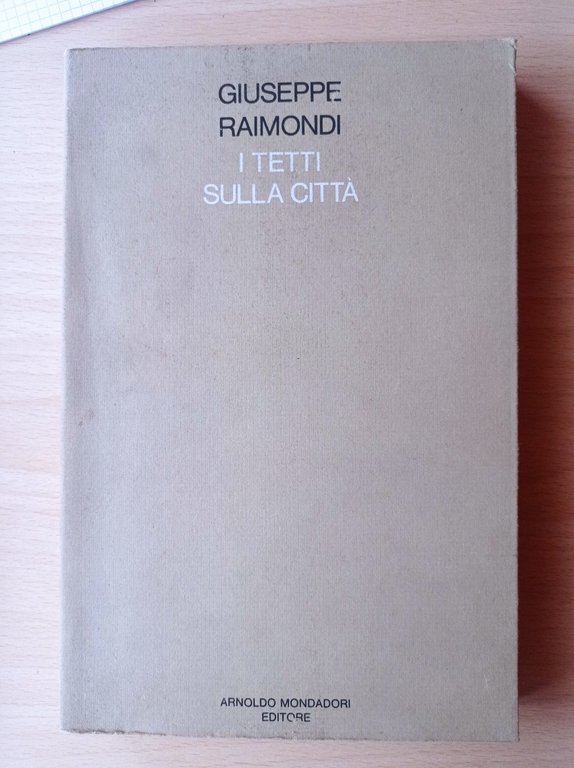 GIUSEPPE
RAIMONDI
I TETTI
SULLA CITTÀ
ARNOLDO MONDADORI
EDITORE